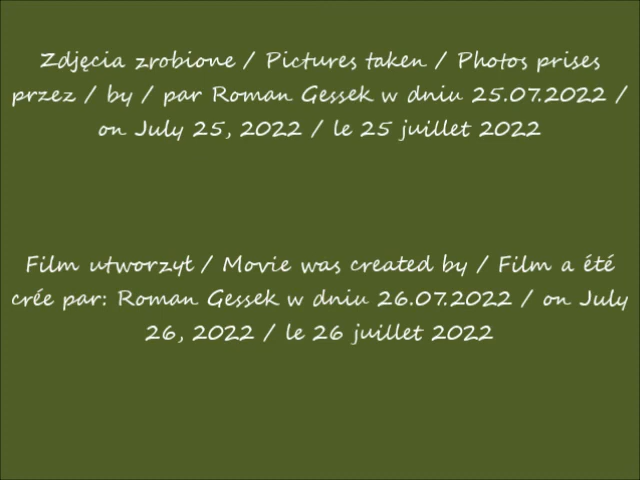 Zdjęcia zrobione / Pictures taken / Photos prises
przez / by / par Roman Gessek w dniu 25.07.2022 /
on July 25, 2022 / le 25 juillet 2022
Film utworzył / Movie was created by / Film a été
crée par: Roman Gessek w dniu 26.07.2022 / on July
26, 2022 / le 26 juillet 2022